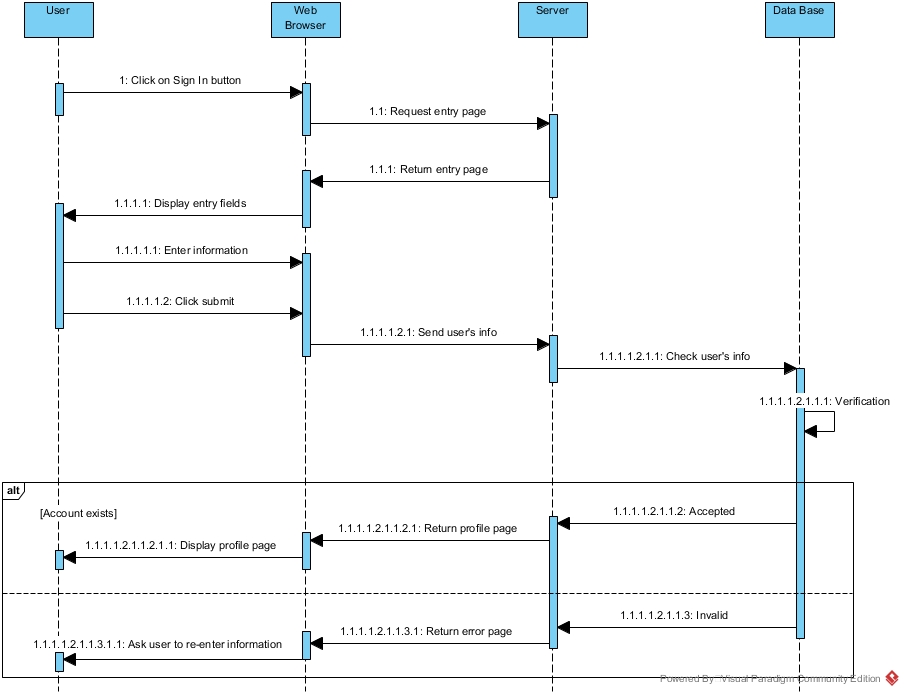 User
Web
Browser
Server
Data Base
1: Click on Sign In button
1.1: Request entry page
1.1.1: Return entry page
1.1.1.1: Display entry fields
1.1.1.1.1: Enter information
1.1.1.1.2: Click submit
1.1.1.1.2.1: Send user's info
1.1.1.1.2.1.1: Check user's info
1.1.1.1.2.1.1.1: Verification
alt
[Account exists]
1.1.1.1.2.1.1.2: Accepted
1.1.1.1.2.1.1.2.1: Return profile page
1.1.1.1.2.1.1.2.1.1: Display profile page
1.1.1.1.2.1.1.3: Invalid
1.1.1.1.2.1.1.3.1: Return error page
1.1.1.1.2.1.1.3.1.1: Ask user to re-enter information
Powered By Visual Paradigm Community Edition